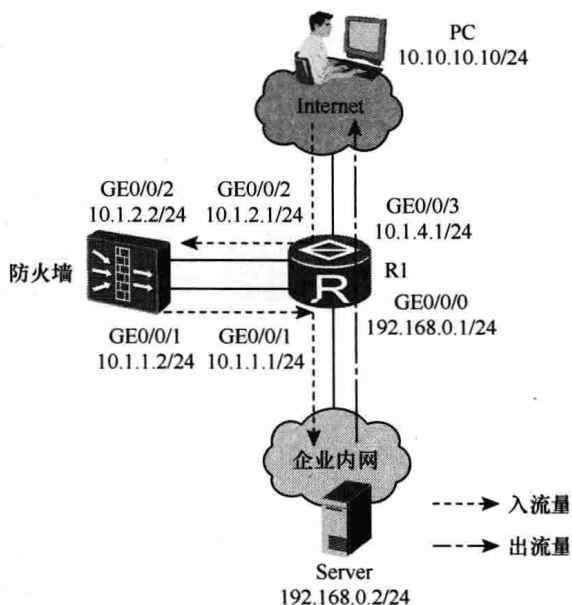 PC
10.10.10.10/24
Internet
GE0/0/2
10.1.2.2/24
GE0/0/2
10.1.2.1/24
GE0/0/3
10.1.4.1/24
防火墙
R1
R
GE0/0/0
192.168.0.1/24
GE0/0/1
10.1.1.2/24
GE0/0/1
10.1.1.1/24
企业内网
入流量
出流量
Server
192.168.0.2/24